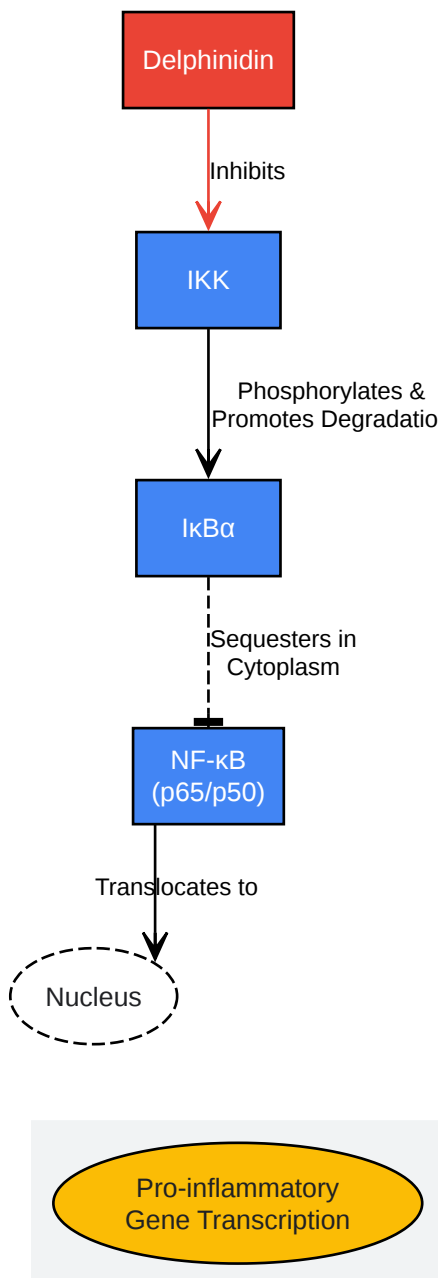 Delphinidin
Inhibits
IKK
Phosphorylates &
Promotes Degradatio
IκBα
Sequesters in
Cytoplasm
NF-κB
(p65/p50)
Translocates to
Nucleus
Pro-inflammatory
Gene Transcription